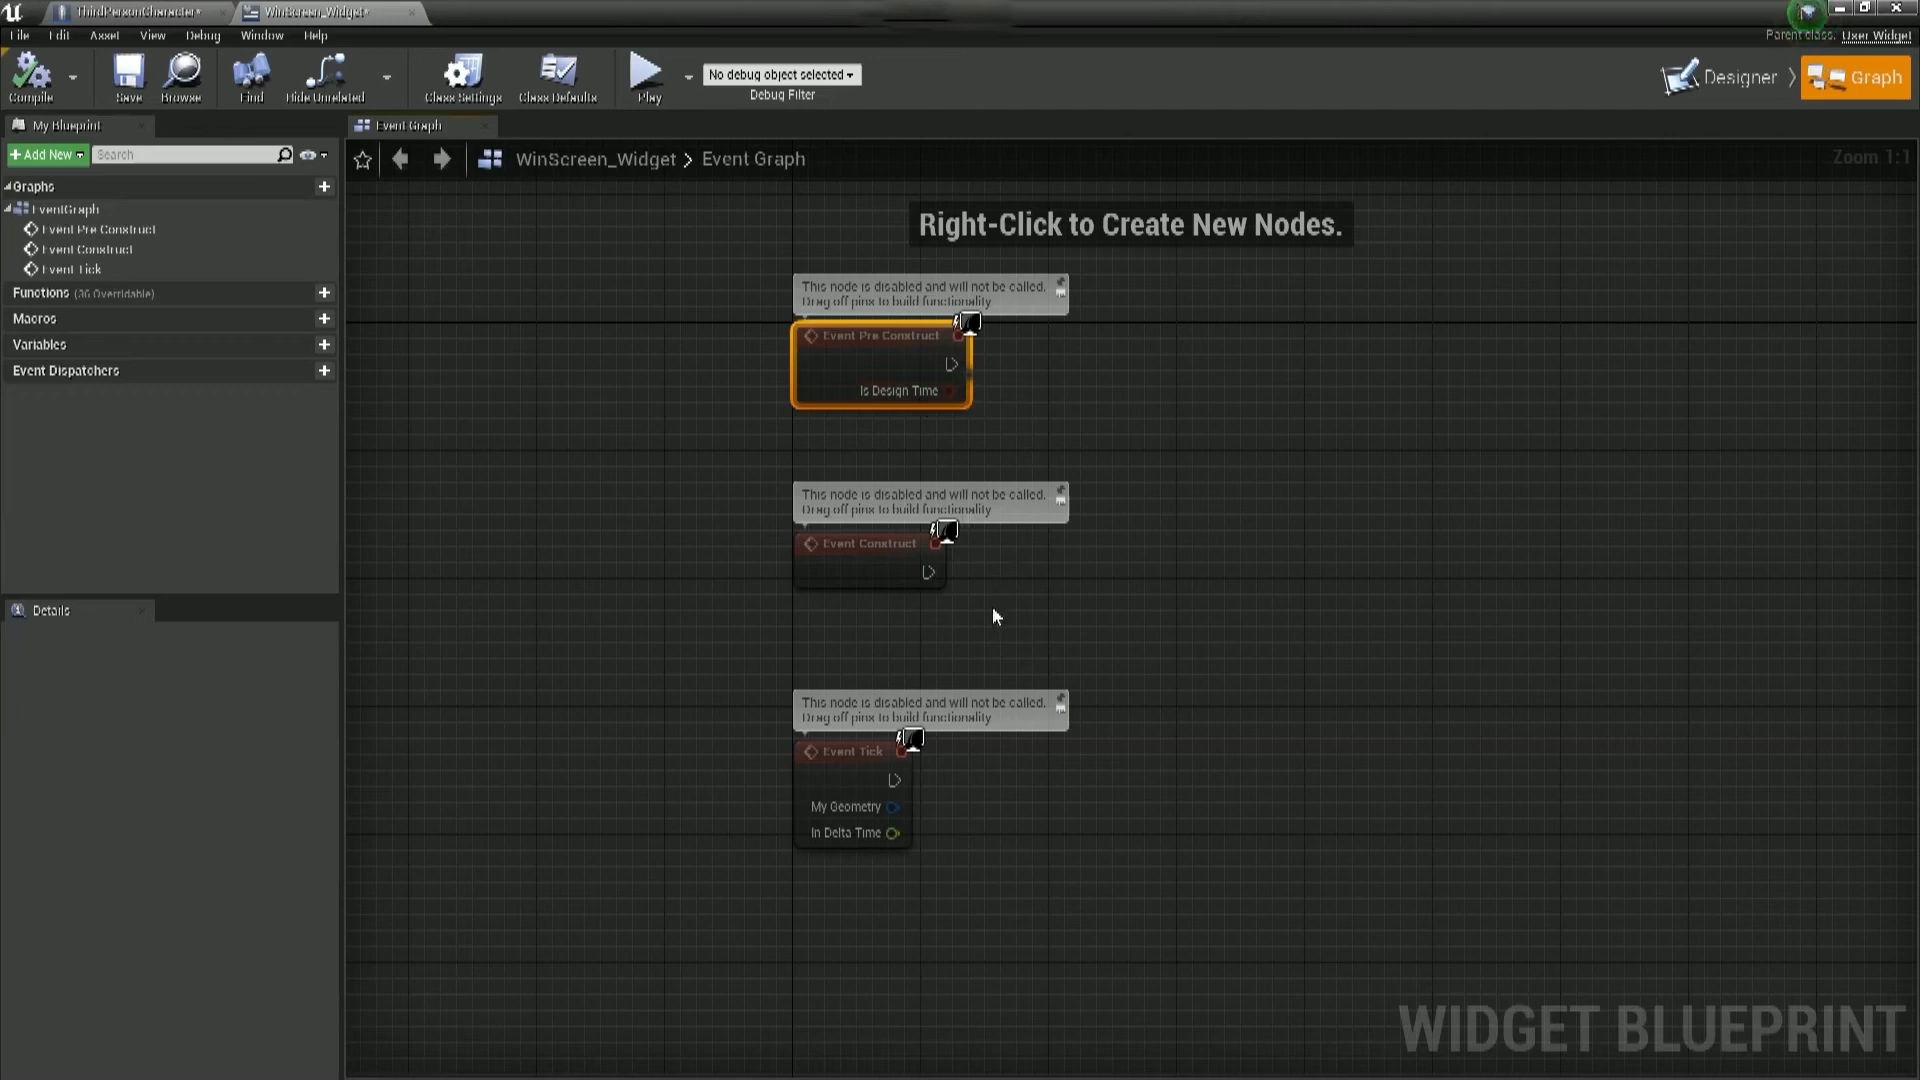 ThirdPersonCharacter*
WinScreen_Widget*
File Edit Asset View Debug Window Help
Parent class: User Widget
Compile
Save
Browse
Find
Hide Unrelated
Class Settings
Class Defaults
Play
No debug object selected
Debug Filter
Designer
Graph
My Blueprint
Event Graph
+ Add New
Search
WinScreen_Widget > Event Graph
Zoom 1:1
Graphs
EventGraph
Event Pre Construct
Event Construct
Event Tick
Functions (36 Overridable)
Macros
Variables
Event Dispatchers
Details
Right-Click to Create New Nodes.
This node is disabled and will not be called.
Drag off pins to build functionality
Event Pre Construct
Is Design Time
This node is disabled and will not be called.
Drag off pins to build functionality
Event Construct
This node is disabled and will not be called.
Drag off pins to build functionality
Event Tick
My Geometry
In Delta Time
WIDGET BLUEPRINT